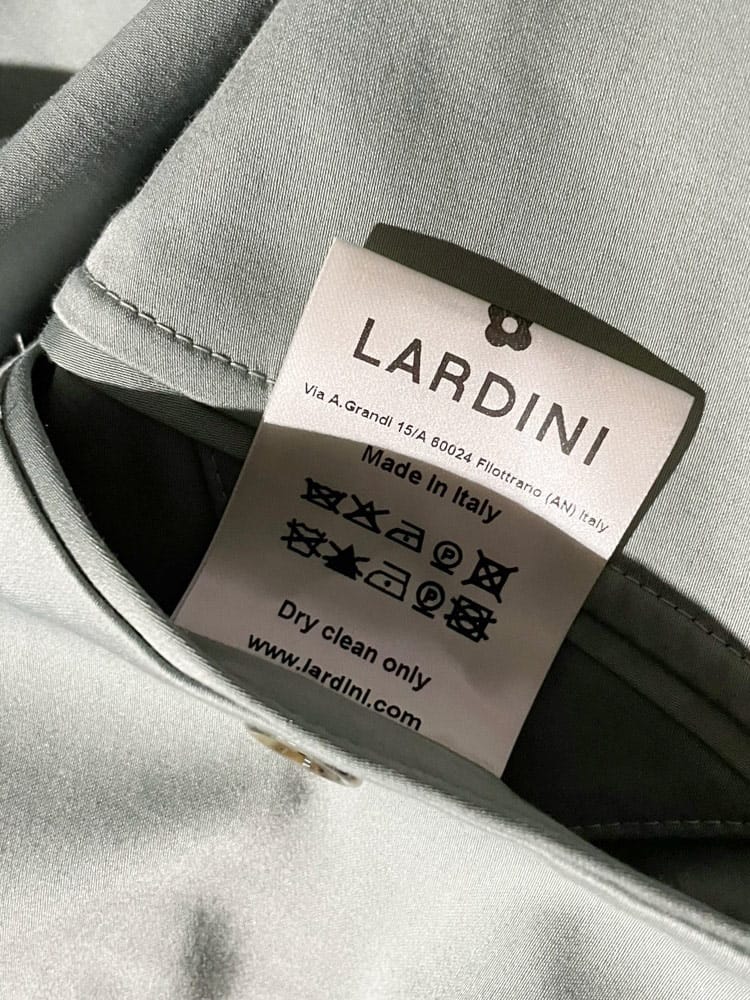 LARDINI
Via A.Grandi 15/A 60024 Filottrano (AN) Italy
Made in Italy
P
P
Dry clean only
www.lardini.com